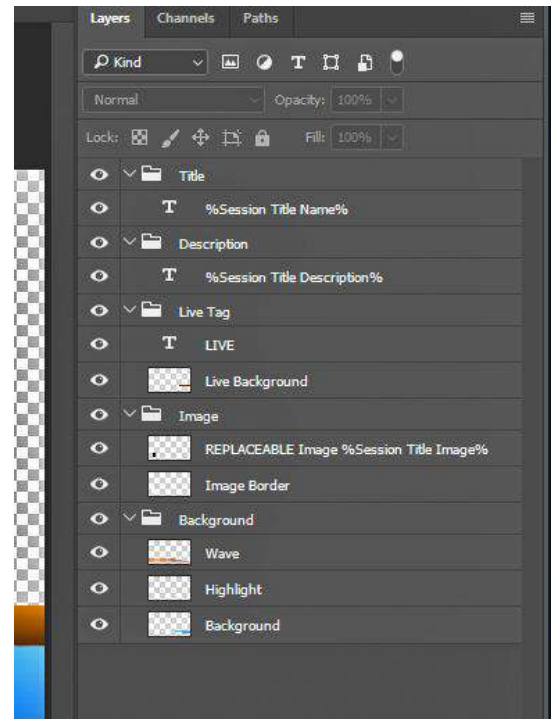 Layers Channels Paths
Kind T
Normal Opacity: 100%
Lock: Fill: 100%
Title
T %Session Title Name%
Description
T %Session Title Description%
Live Tag
T LIVE
Live Background
Image
REPLACEABLE Image %Session Title Image%
Image Border
Background
Wave
Highlight
Background